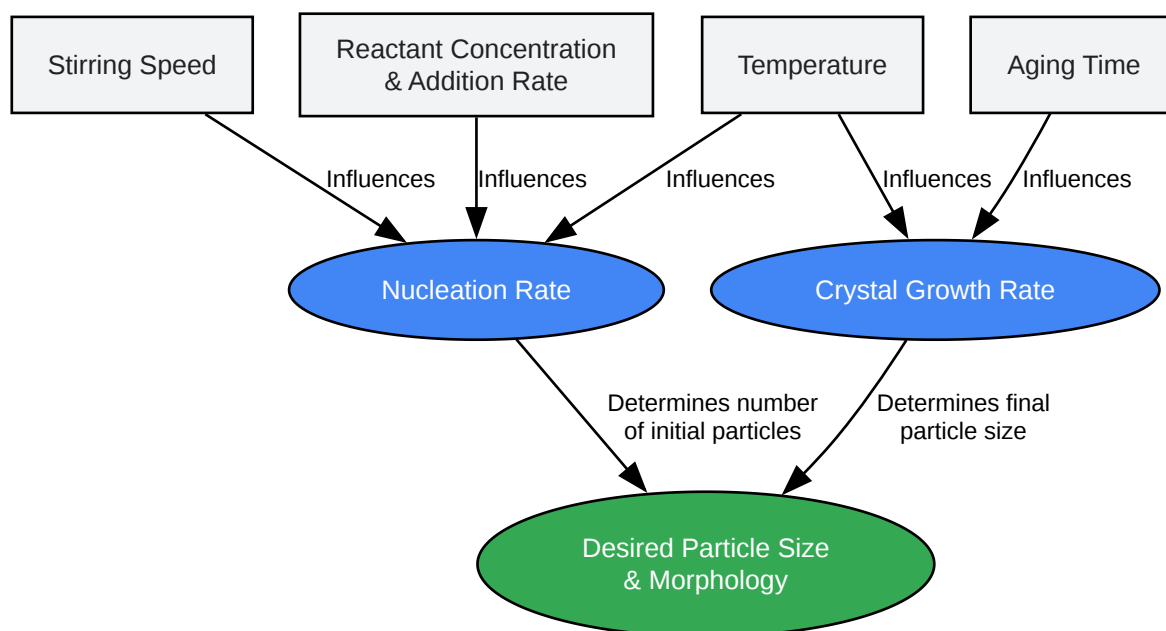 Stirring Speed
Reactant Concentration
& Addition Rate
Temperature
Aging Time
Influences
Influences
Influences
Influences
Influences
Nucleation Rate
Crystal Growth Rate
Determines number
of initial particles
Determines final
particle size
Desired Particle Size
& Morphology